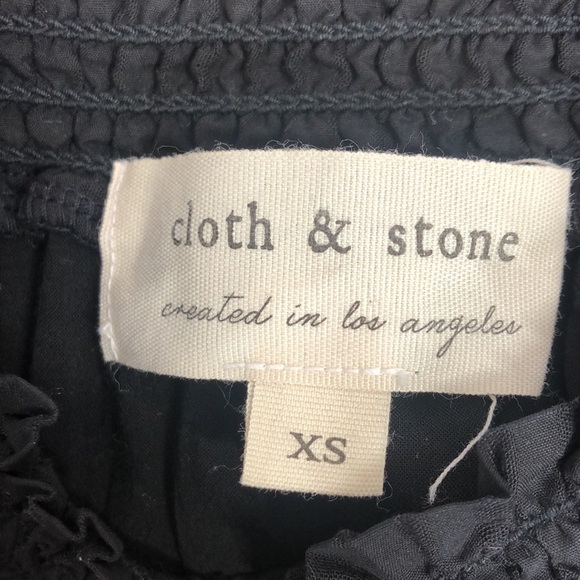 cloth & stone
created in los angeles
XS